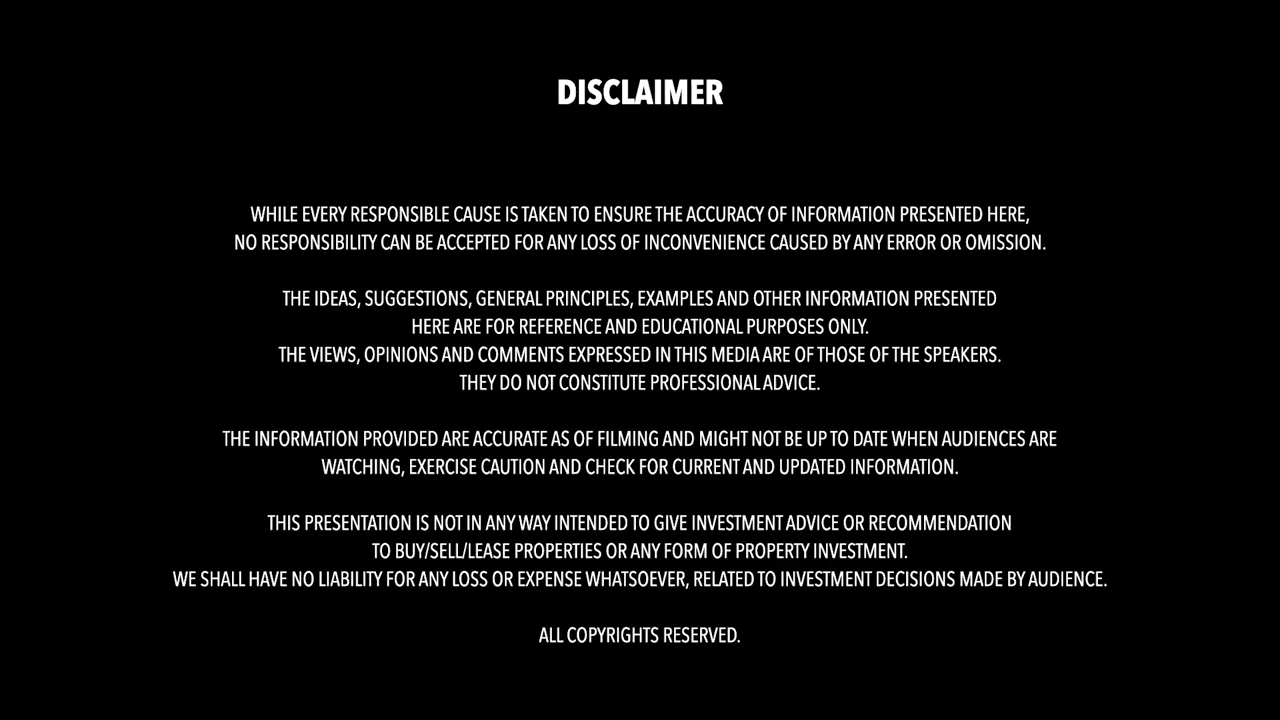 DISCLAIMER
WHILE EVERY RESPONSIBLE CAUSE IS TAKEN TO ENSURE THE ACCURACY OF INFORMATION PRESENTED HERE,
NO RESPONSIBILITY CAN BE ACCEPTED FOR ANY LOSS OF INCONVENIENCE CAUSED BY ANY ERROR OR OMISSION.
THE IDEAS, SUGGESTIONS, GENERAL PRINCIPLES, EXAMPLES AND OTHER INFORMATION PRESENTED
HERE ARE FOR REFERENCE AND EDUCATIONAL PURPOSES ONLY.
THE VIEWS, OPINIONS AND COMMENTS EXPRESSED IN THIS MEDIA ARE OF THOSE OF THE SPEAKERS.
THEY DO NOT CONSTITUTE PROFESSIONAL ADVICE.
THE INFORMATION PROVIDED ARE ACCURATE AS OF FILMING AND MIGHT NOT BE UP TO DATE WHEN AUDIENCES ARE
WATCHING, EXERCISE CAUTION AND CHECK FOR CURRENT AND UPDATED INFORMATION.
THIS PRESENTATION IS NOT IN ANY WAY INTENDED TO GIVE INVESTMENT ADVICE OR RECOMMENDATION
TO BUY/SELL/LEASE PROPERTIES OR ANY FORM OF PROPERTY INVESTMENT.
WE SHALL HAVE NO LIABILITY FOR ANY LOSS OR EXPENSE WHATSOEVER, RELATED TO INVESTMENT DECISIONS MADE BY AUDIENCE.
ALL COPYRIGHTS RESERVED.